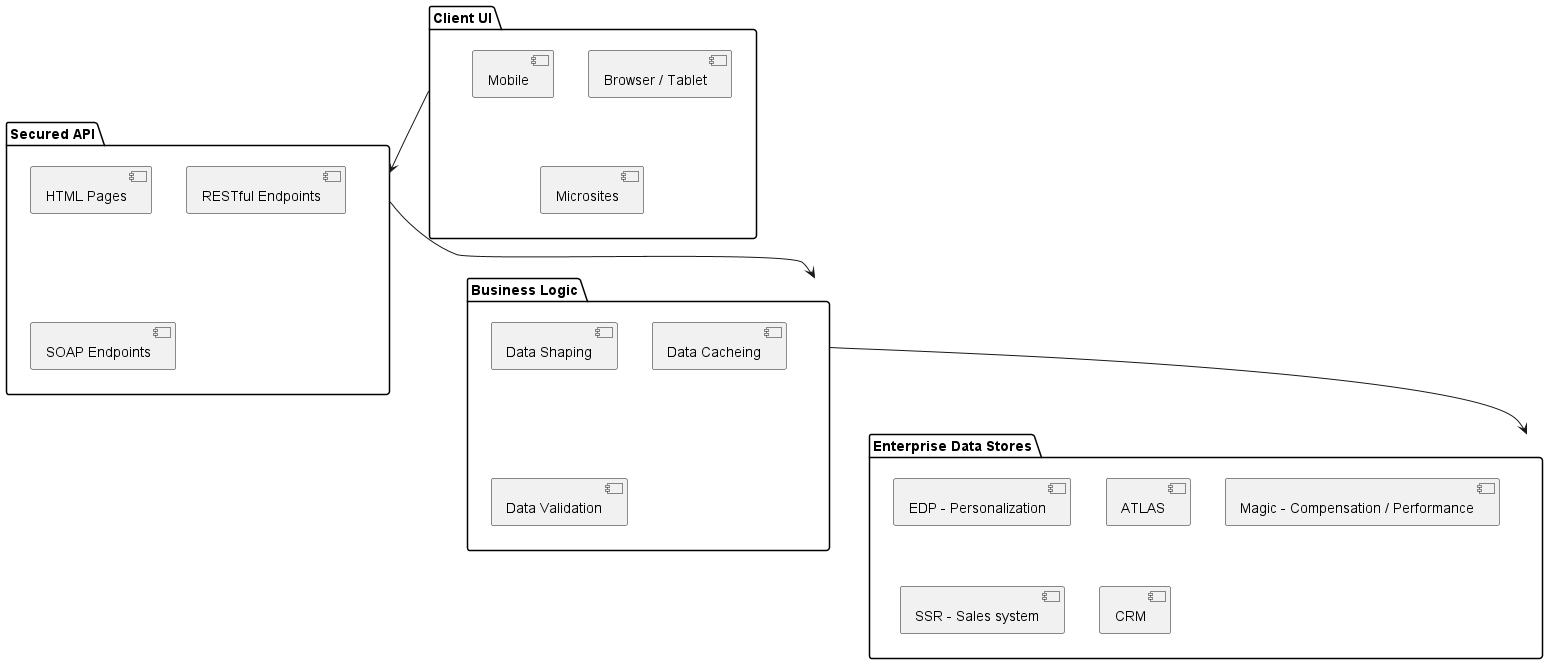 Client UI
Mobile
Browser / Tablet
Microsites
Secured API
HTML Pages
RESTful Endpoints
SOAP Endpoints
Business Logic
Data Shaping
Data Cacheing
Data Validation
Enterprise Data Stores
EDP - Personalization
ATLAS
Magic - Compensation / Performance
SSR - Sales system
CRM